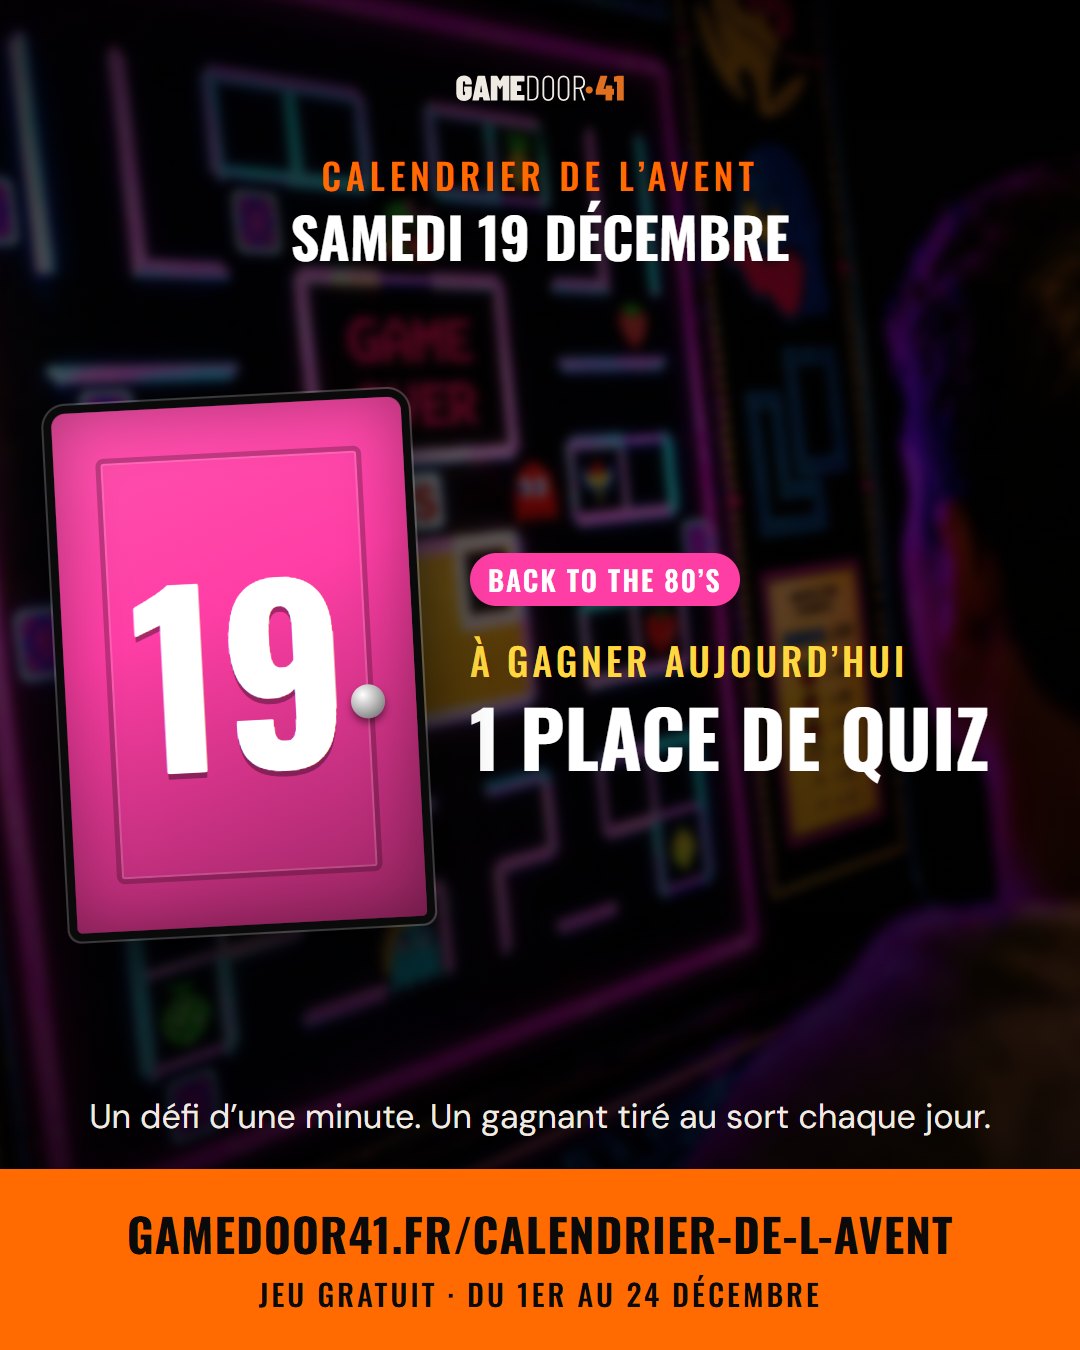 GAMEDOOR·41
CALENDRIER DE L’AVENT
SAMEDI 19 DÉCEMBRE
GAME
19
BACK TO THE 80’S
À GAGNER AUJOURD’HUI
1 PLACE DE QUIZ
Un défi d’une minute. Un gagnant tiré au sort chaque jour.
GAMEDOOR41.FR/CALENDRIER-DE-L-AVENT
JEU GRATUIT · DU 1ER AU 24 DÉCEMBRE